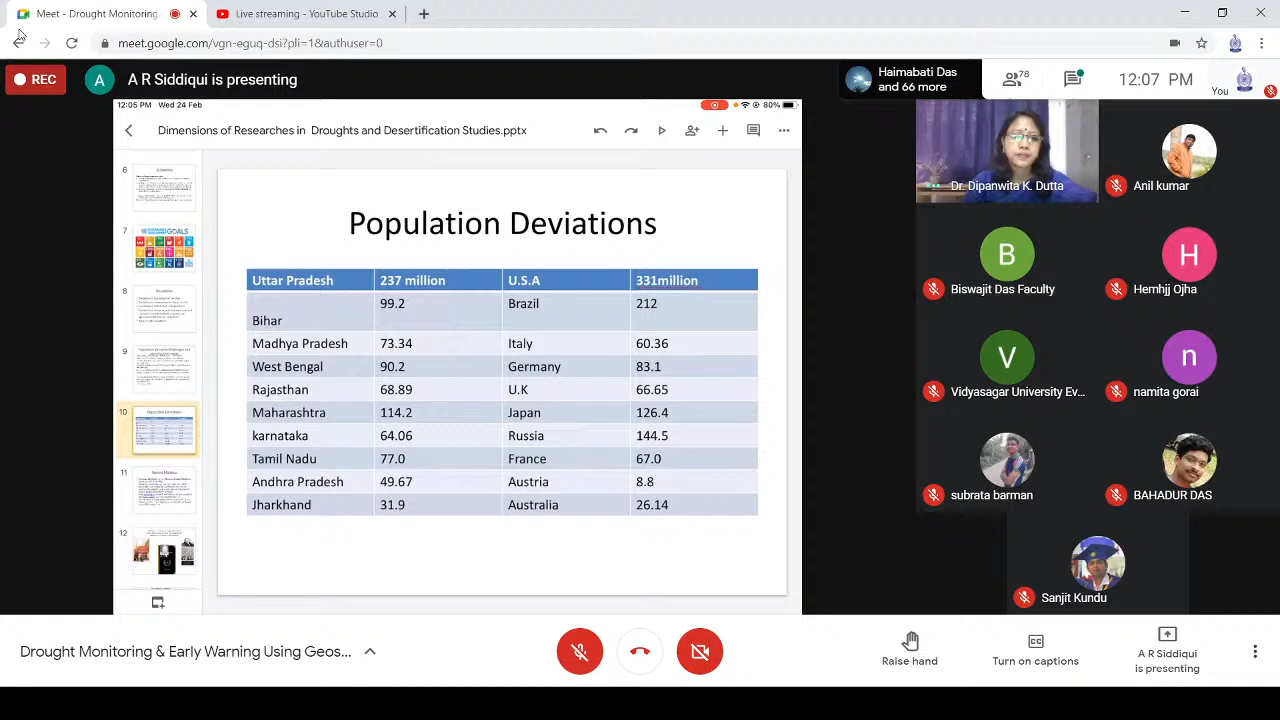 Meet - Drought Monitoring
Live streaming - YouTube Studio
meet.google.com/vgn-eguq-dsi?pli=1&authuser=0
REC
A
A R Siddiqui is presenting
Haimabati Das
and 66 more
78
12:07 PM
You
12:05 PM Wed 24 Feb
80%
Dimensions of Researches in Droughts and Desertification Studies.pptx
6
7
GOALS
8
9
10
11
12
Population Deviations
Uttar Pradesh 237 million U.S.A 331million
Bihar 99.2 Brazil 212
Madhya Pradesh 73.34 Italy 60.36
West Bengal 90.2 Germany 83.1
Rajasthan 68.89 U.K 66.65
Maharashtra 114.2 Japan 126.4
karnataka 64.06 Russia 144.5
Tamil Nadu 77.0 France 67.0
Andhra Pradesh 49.67 Austria 8.8
Jharkhand 31.9 Australia 26.14
Dr. Dipanwita
Anil kumar
B
Biswajit Das Faculty
H
Hemhjj Ojha
V
Vidyasagar University Ev...
n
namita gorai
subrata
BAHADUR DAS
Sanjit Kundu
Drought Monitoring & Early Warning Using Geos...
Raise hand
Turn on captions
A R Siddiqui
is presenting